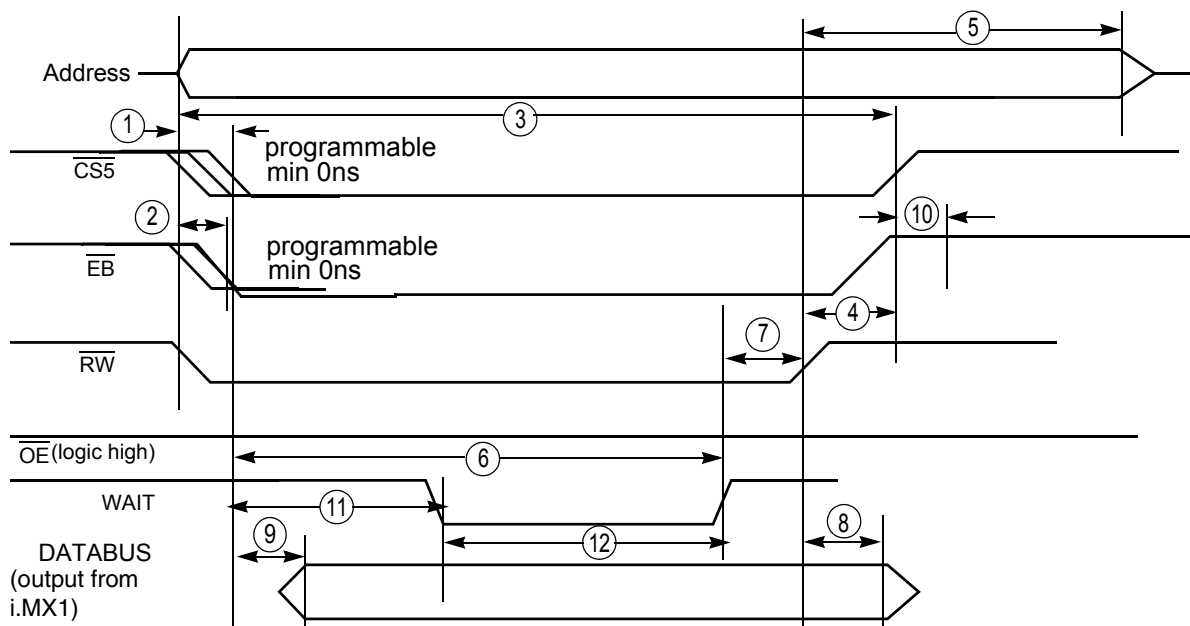 5
Address
3
1
programmable
min 0ns
CS5
2
10
programmable
min 0ns
EB
4
7
RW
OE(logic high)
6
WAIT
11
9
8
12
DATABUS
(output from
i.MX1)